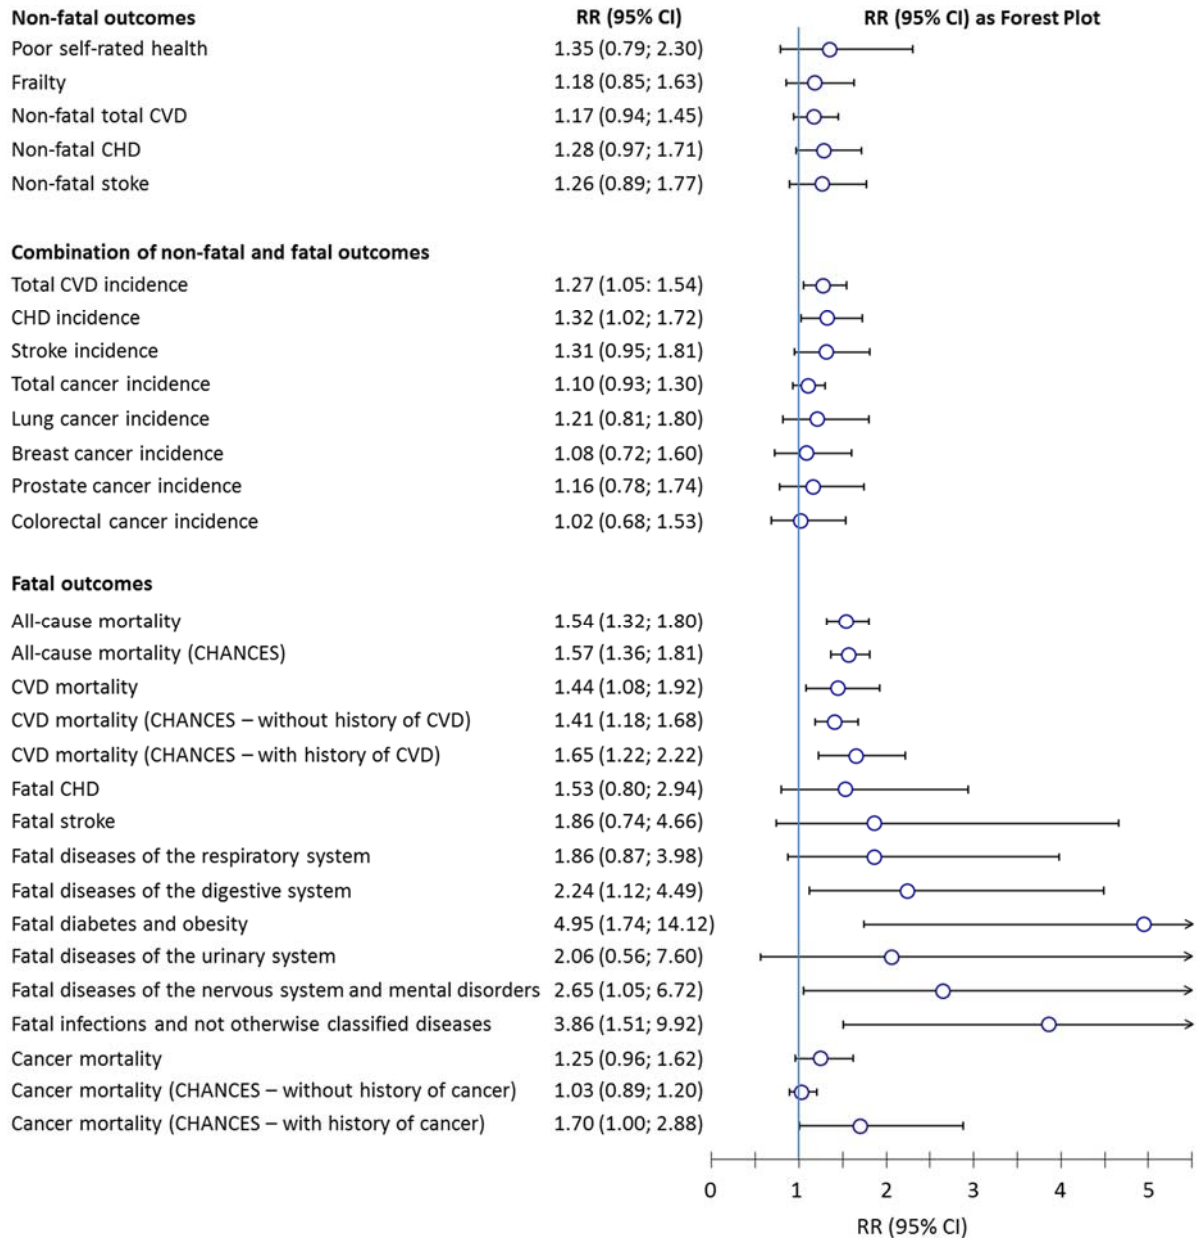 Non-fatal outcomes RR (95% CI) RR (95% CI) as Forest Plot
Poor self-rated health 1.35 (0.79; 2.30)
Frailty 1.18 (0.85; 1.63)
Non-fatal total CVD 1.17 (0.94; 1.45)
Non-fatal CHD 1.28 (0.97; 1.71)
Non-fatal stoke 1.26 (0.89; 1.77)
Combination of non-fatal and fatal outcomes
Total CVD incidence 1.27 (1.05: 1.54)
CHD incidence 1.32 (1.02; 1.72)
Stroke incidence 1.31 (0.95; 1.81)
Total cancer incidence 1.10 (0.93; 1.30)
Lung cancer incidence 1.21 (0.81; 1.80)
Breast cancer incidence 1.08 (0.72; 1.60)
Prostate cancer incidence 1.16 (0.78; 1.74)
Colorectal cancer incidence 1.02 (0.68; 1.53)
Fatal outcomes
All-cause mortality 1.54 (1.32; 1.80)
All-cause mortality (CHANCES) 1.57 (1.36; 1.81)
CVD mortality 1.44 (1.08; 1.92)
CVD mortality (CHANCES – without history of CVD) 1.41 (1.18; 1.68)
CVD mortality (CHANCES – with history of CVD) 1.65 (1.22; 2.22)
Fatal CHD 1.53 (0.80; 2.94)
Fatal stroke 1.86 (0.74; 4.66)
Fatal diseases of the respiratory system 1.86 (0.87; 3.98)
Fatal diseases of the digestive system 2.24 (1.12; 4.49)
Fatal diabetes and obesity 4.95 (1.74; 14.12)
Fatal diseases of the urinary system 2.06 (0.56; 7.60)
Fatal diseases of the nervous system and mental disorders 2.65 (1.05; 6.72)
Fatal infections and not otherwise classified diseases 3.86 (1.51; 9.92)
Cancer mortality 1.25 (0.96; 1.62)
Cancer mortality (CHANCES – without history of cancer) 1.03 (0.89; 1.20)
Cancer mortality (CHANCES – with history of cancer) 1.70 (1.00; 2.88)
0 1 2 3 4 5
RR (95% CI)